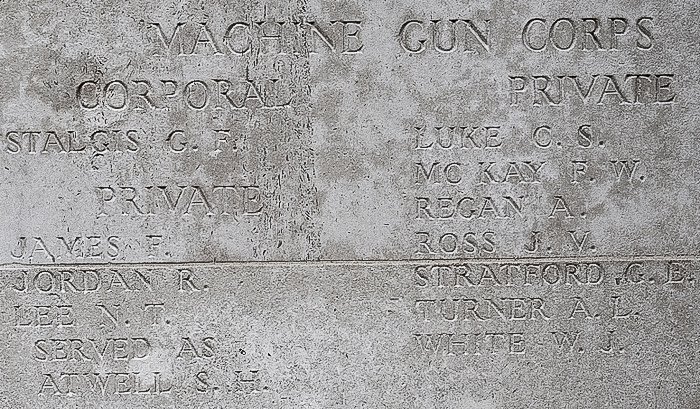 MACHINE GUN CORPS
CORPORAL
STALGIS G. F.
PRIVATE
JAMES F.
JORDAN R.
LEE N. T.
SERVED AS
ATWELL S. H.
PRIVATE
LUKE C. S.
MC KAY F. W.
REGAN A.
ROSS J. V.
STRATFORD G. E.
TURNER A. L.
WHITE W. J.